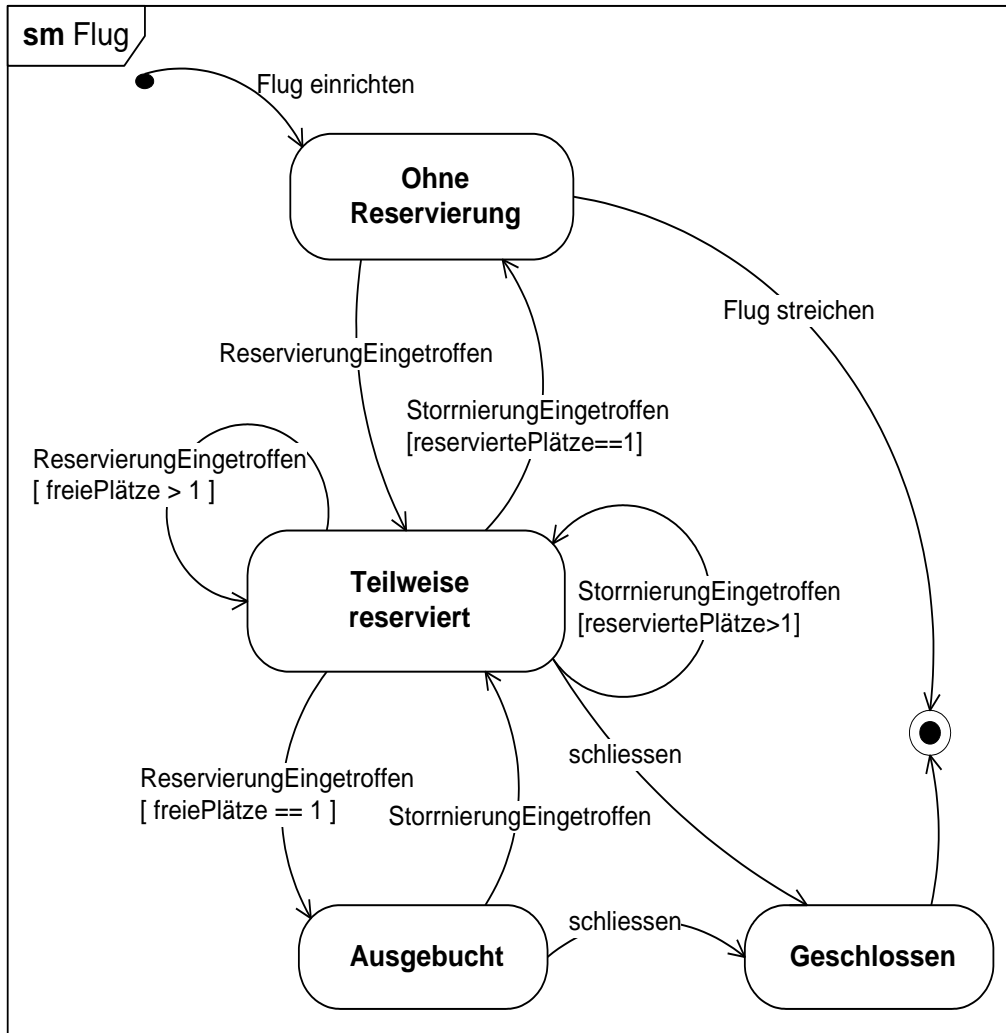 sm Flug
Flug einrichten
Ohne
Reservierung
Flug streichen
ReservierungEingetroffen
StorrnierungEingetroffen
[reserviertePlätze==1]
ReservierungEingetroffen
[ freiePlätze > 1 ]
Teilweise
reserviert
StorrnierungEingetroffen
[reserviertePlätze>1]
schliessen
ReservierungEingetroffen
[ freiePlätze == 1 ]
StorrnierungEingetroffen
schliessen
Ausgebucht
Geschlossen